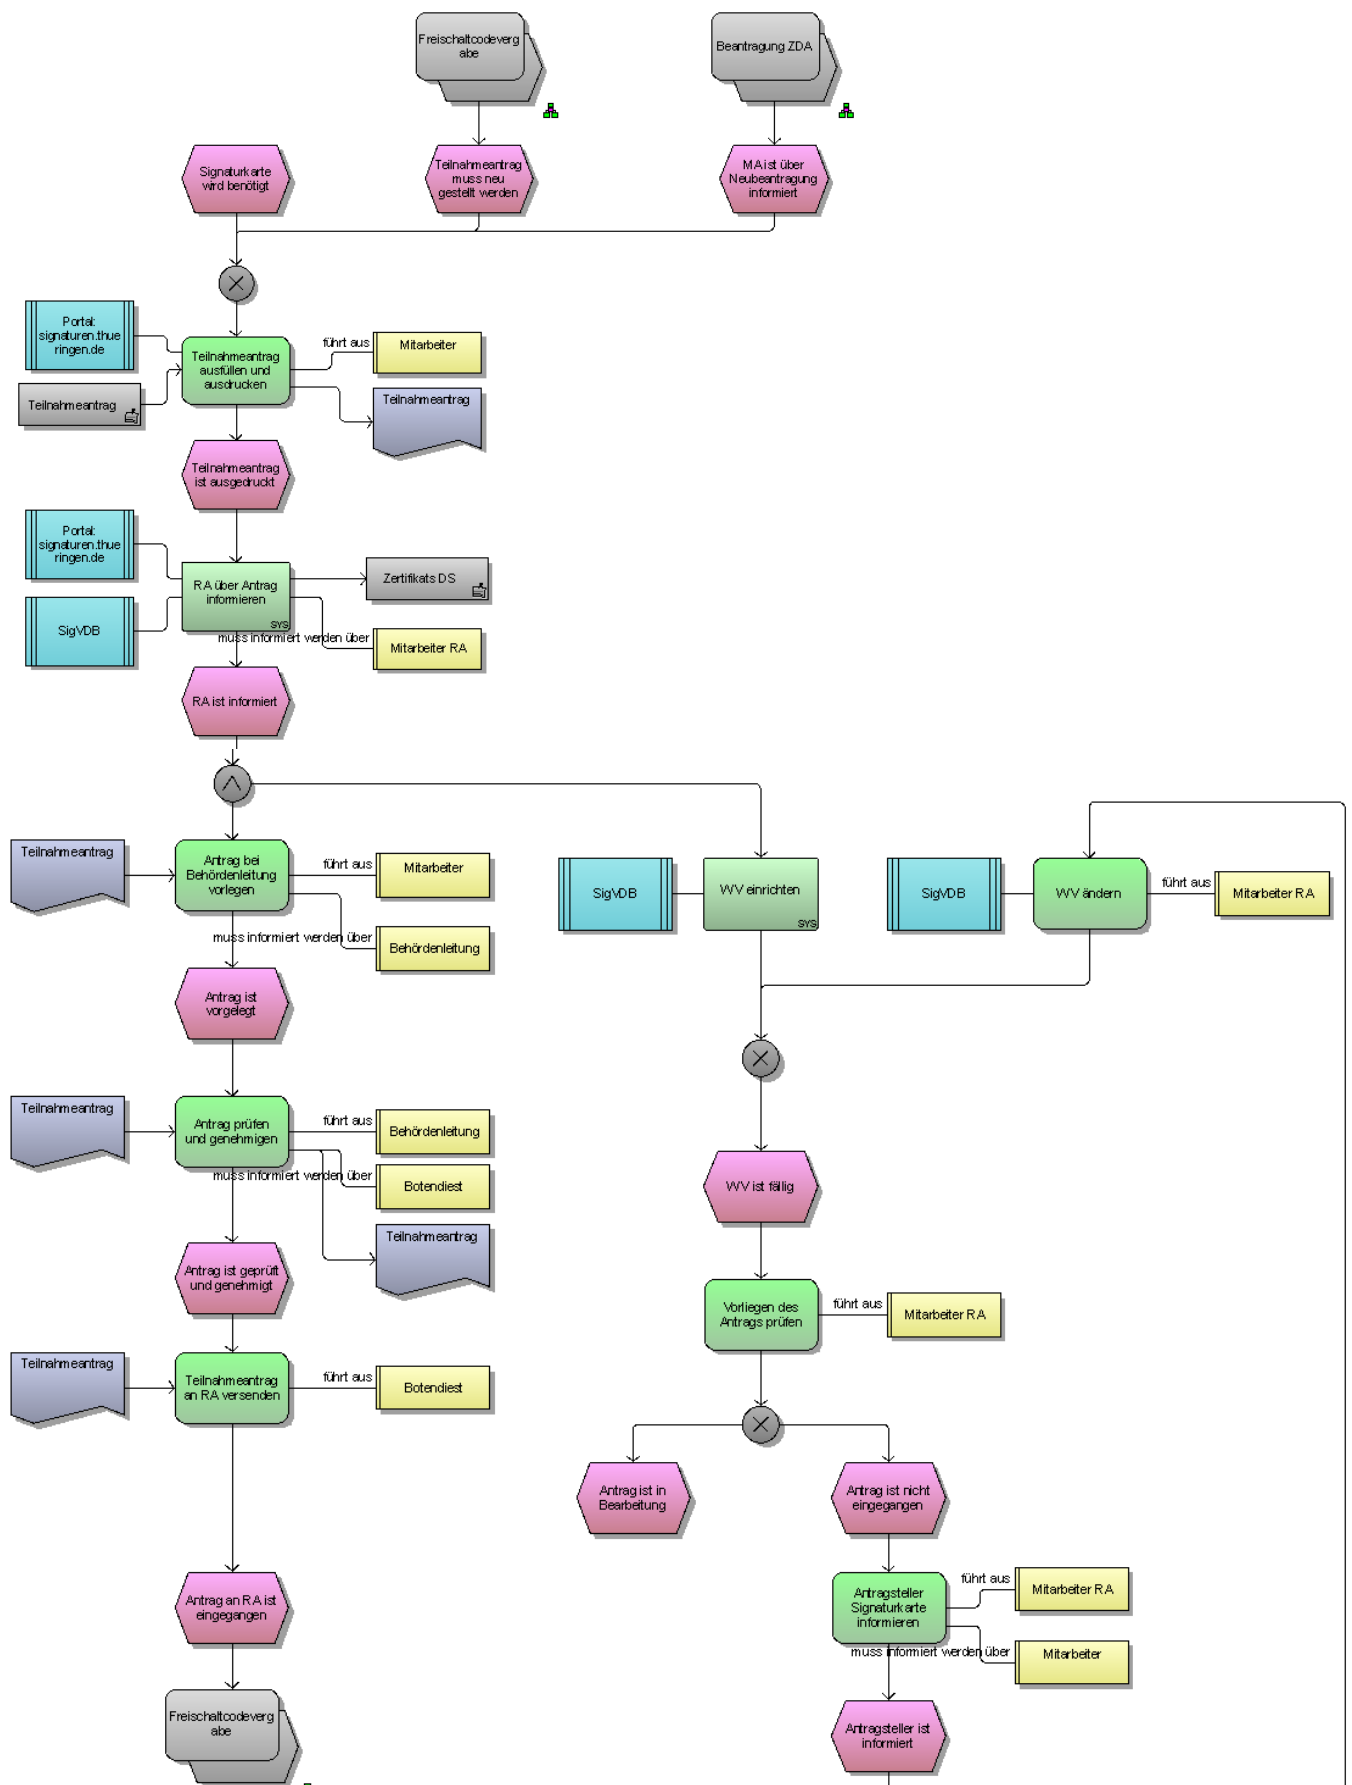 Freischaltcodeverg
abe
Beantragung ZDA
Signaturkarte
wird benötigt
Teilnahmeantrag
muss neu
gestellt werden
MA ist über
Neubeantragung
informiert
Portal:
signaturen.thue
ringen.de
Teilnahmeantrag
ausfüllen und
ausdrucken
führt aus
Mitarbeiter
Teilnahmeantrag
Teilnahmeantrag
Teilnahmeantrag
ist ausgedruckt
Portal:
signaturen.thue
ringen.de
RA über Antrag
informieren
SYS
Zertifikats DS
SigVDB
muss informiert werden über
Mitarbeiter RA
RA ist informiert
Teilnahmeantrag
Antrag bei
Behördenleitung
vorlegen
führt aus
Mitarbeiter
muss informiert werden über
Behördenleitung
SigVDB
WV einrichten
SYS
SigVDB
WV ändern
führt aus
Mitarbeiter RA
Antrag ist
vorgelegt
Teilnahmeantrag
Antrag prüfen
und genehmigen
führt aus
Behördenleitung
muss informiert werden über
Botendiest
Teilnahmeantrag
WV ist fällig
Antrag ist geprüft
und genehmigt
Vorliegen des
Antrags prüfen
führt aus
Mitarbeiter RA
Teilnahmeantrag
Teilnahmeantrag
an RA versenden
führt aus
Botendiest
Antrag ist in
Bearbeitung
Antrag ist nicht
eingegangen
Antrag an RA ist
eingegangen
Antragsteller
Signaturkarte
informieren
führt aus
Mitarbeiter RA
muss informiert werden über
Mitarbeiter
Freischaltcodeverg
abe
Antragsteller ist
informiert